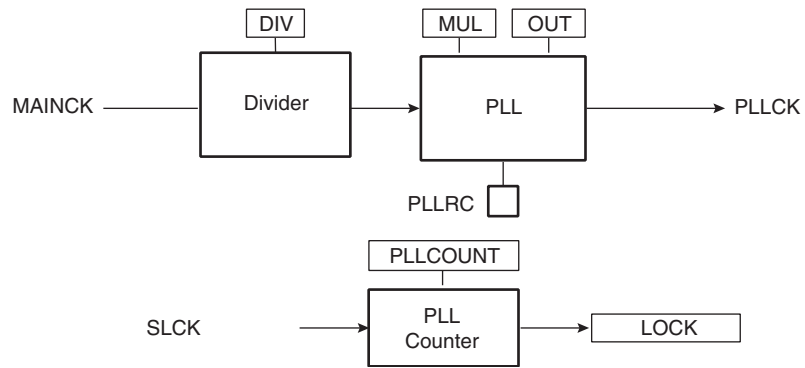 DIV
MUL
OUT
MAINCK
Divider
PLL
PLLCK
PLLRC
PLLCOUNT
SLCK
PLL
Counter
LOCK